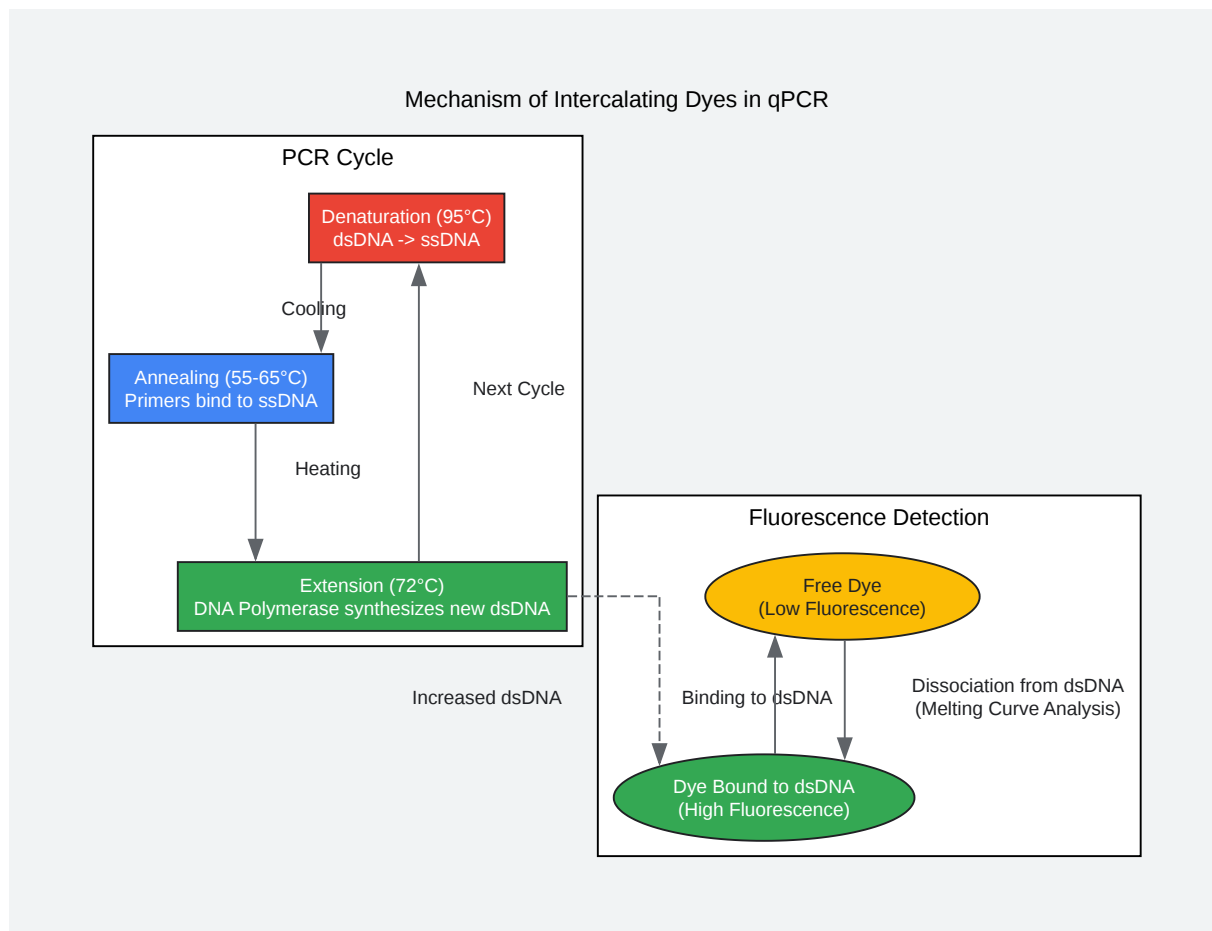 Mechanism of Intercalating Dyes in qPCR
PCR Cycle
Denaturation (95°C)
dsDNA -> ssDNA
Cooling
Annealing (55-65°C)
Primers bind to ssDNA
Next Cycle
Heating
Extension (72°C)
DNA Polymerase synthesizes new dsDNA
Increased dsDNA
Fluorescence Detection
Free Dye
(Low Fluorescence)
Binding to dsDNA
Dissociation from dsDNA
(Melting Curve Analysis)
Dye Bound to dsDNA
(High Fluorescence)